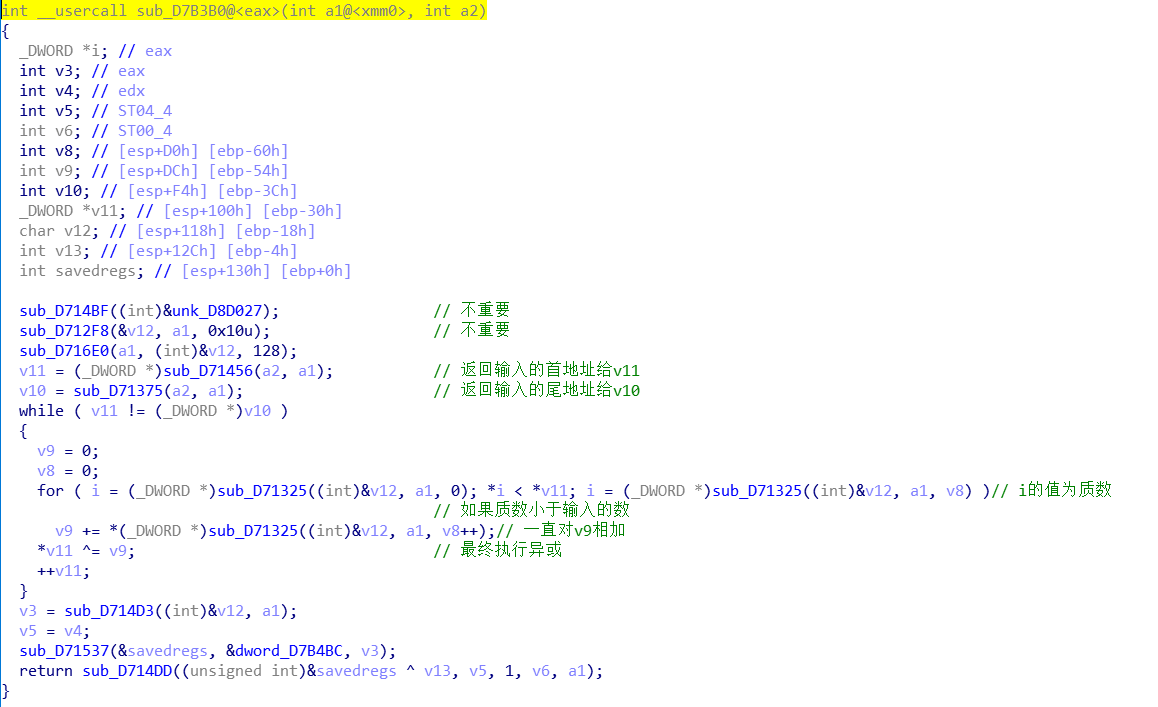 int __usercall sub_D7B3B0@<eax>(int a1@<xmm0>, int a2)
{
  _DWORD *i; // eax
  int v3; // eax
  int v4; // edx
  int v5; // ST04_4
  int v6; // ST00_4
  int v8; // [esp+D0h] [ebp-60h]
  int v9; // [esp+DCh] [ebp-54h]
  int v10; // [esp+F4h] [ebp-3Ch]
  _DWORD *v11; // [esp+100h] [ebp-30h]
  char v12; // [esp+118h] [ebp-18h]
  int v13; // [esp+12Ch] [ebp-4h]
  int savedregs; // [esp+130h] [ebp+0h]

  sub_D714BF((int)&unk_D8D027);                 // 不重要
  sub_D712F8(&v12, a1, 0x10u);                  // 不重要
  sub_D716E0(a1, (int)&v12, 128);
  v11 = (_DWORD *)sub_D71456(a2, a1);           // 返回输入的首地址给v11
  v10 = sub_D71375(a2, a1);                     // 返回输入的尾地址给v10
  while ( v11 != (_DWORD *)v10 )
  {
    v9 = 0;
    v8 = 0;
    for ( i = (_DWORD *)sub_D71325((int)&v12, a1, 0); *i < *v11; i = (_DWORD *)sub_D71325((int)&v12, a1, v8) )// i的值为质数
                                                // 如果质数小于输入的数
      v9 += *(_DWORD *)sub_D71325((int)&v12, a1, v8++);// 一直对v9相加
    *v11 ^= v9;                                 // 最终执行异或
    ++v11;
  }
  v3 = sub_D714D3((int)&v12, a1);
  v5 = v4;
  sub_D71537(&savedregs, &dword_D7B4BC, v3);
  return sub_D714DD((unsigned int)&savedregs ^ v13, v5, 1, v6, a1);
}